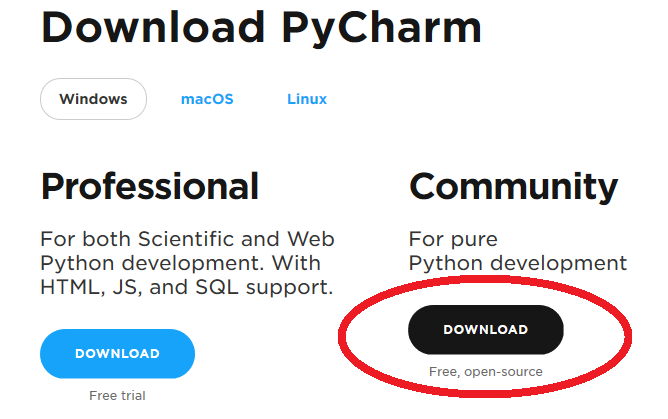 Download PyCharm
Windows
macOS
Linux
Professional
For both Scientific and Web
Python development. With
HTML, JS, and SQL support.
DOWNLOAD
Free trial
Community
For pure
Python development
DOWNLOAD
Free, open-source